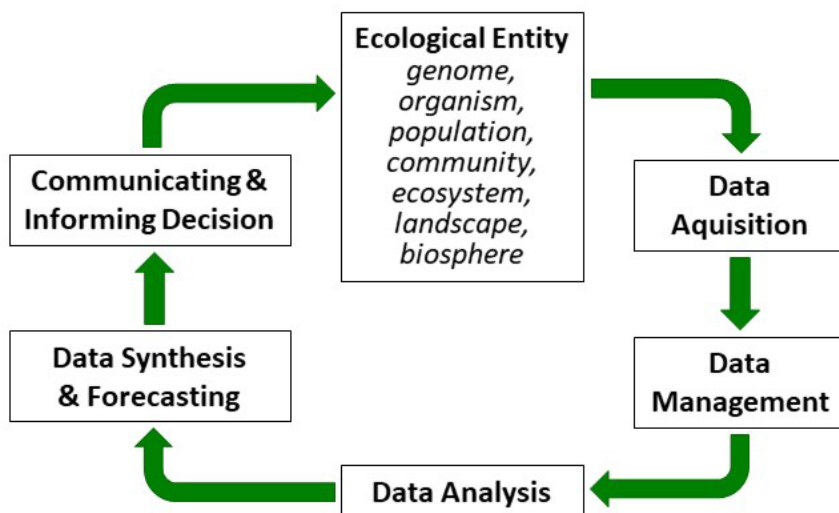 Ecological Entity
genome,
organism,
population,
community,
ecosystem,
landscape,
biosphere
Data
Aquisition
Data
Management
Data Analysis
Data Synthesis
& Forecasting
Communicating &
Informing Decision